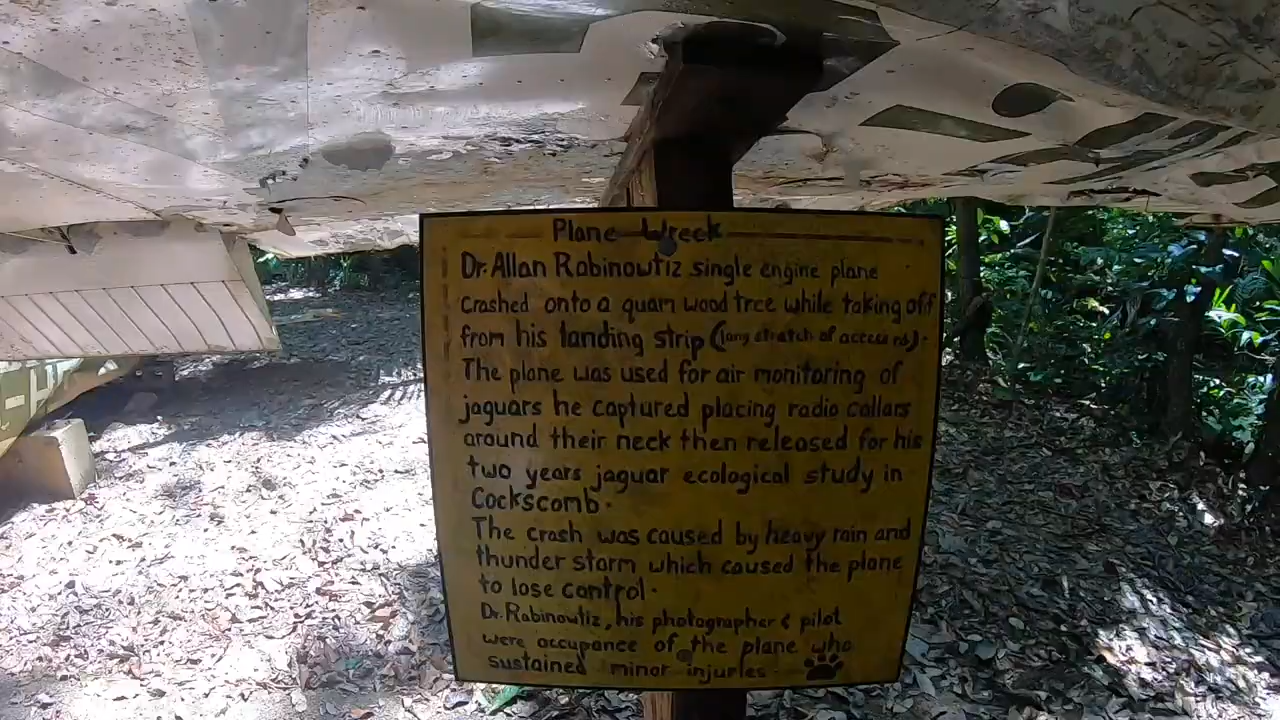 Plane Wreck
Dr. Allan Rabinowtiz single engine plane
crashed onto a quam wood tree while taking off
from his landing strip (long stretch of access rd).
The plane was used for air monitoring of
jaguars he captured placing radio collars
around their neck then released for his
two years jaguar ecological study in
Cockscomb.
The crash was caused by heavy rain and
thunder storm which caused the plane
to lose control.
Dr. Rabinowtiz, his photographer & pilot
were occupance of the plane who
sustained minor injuries